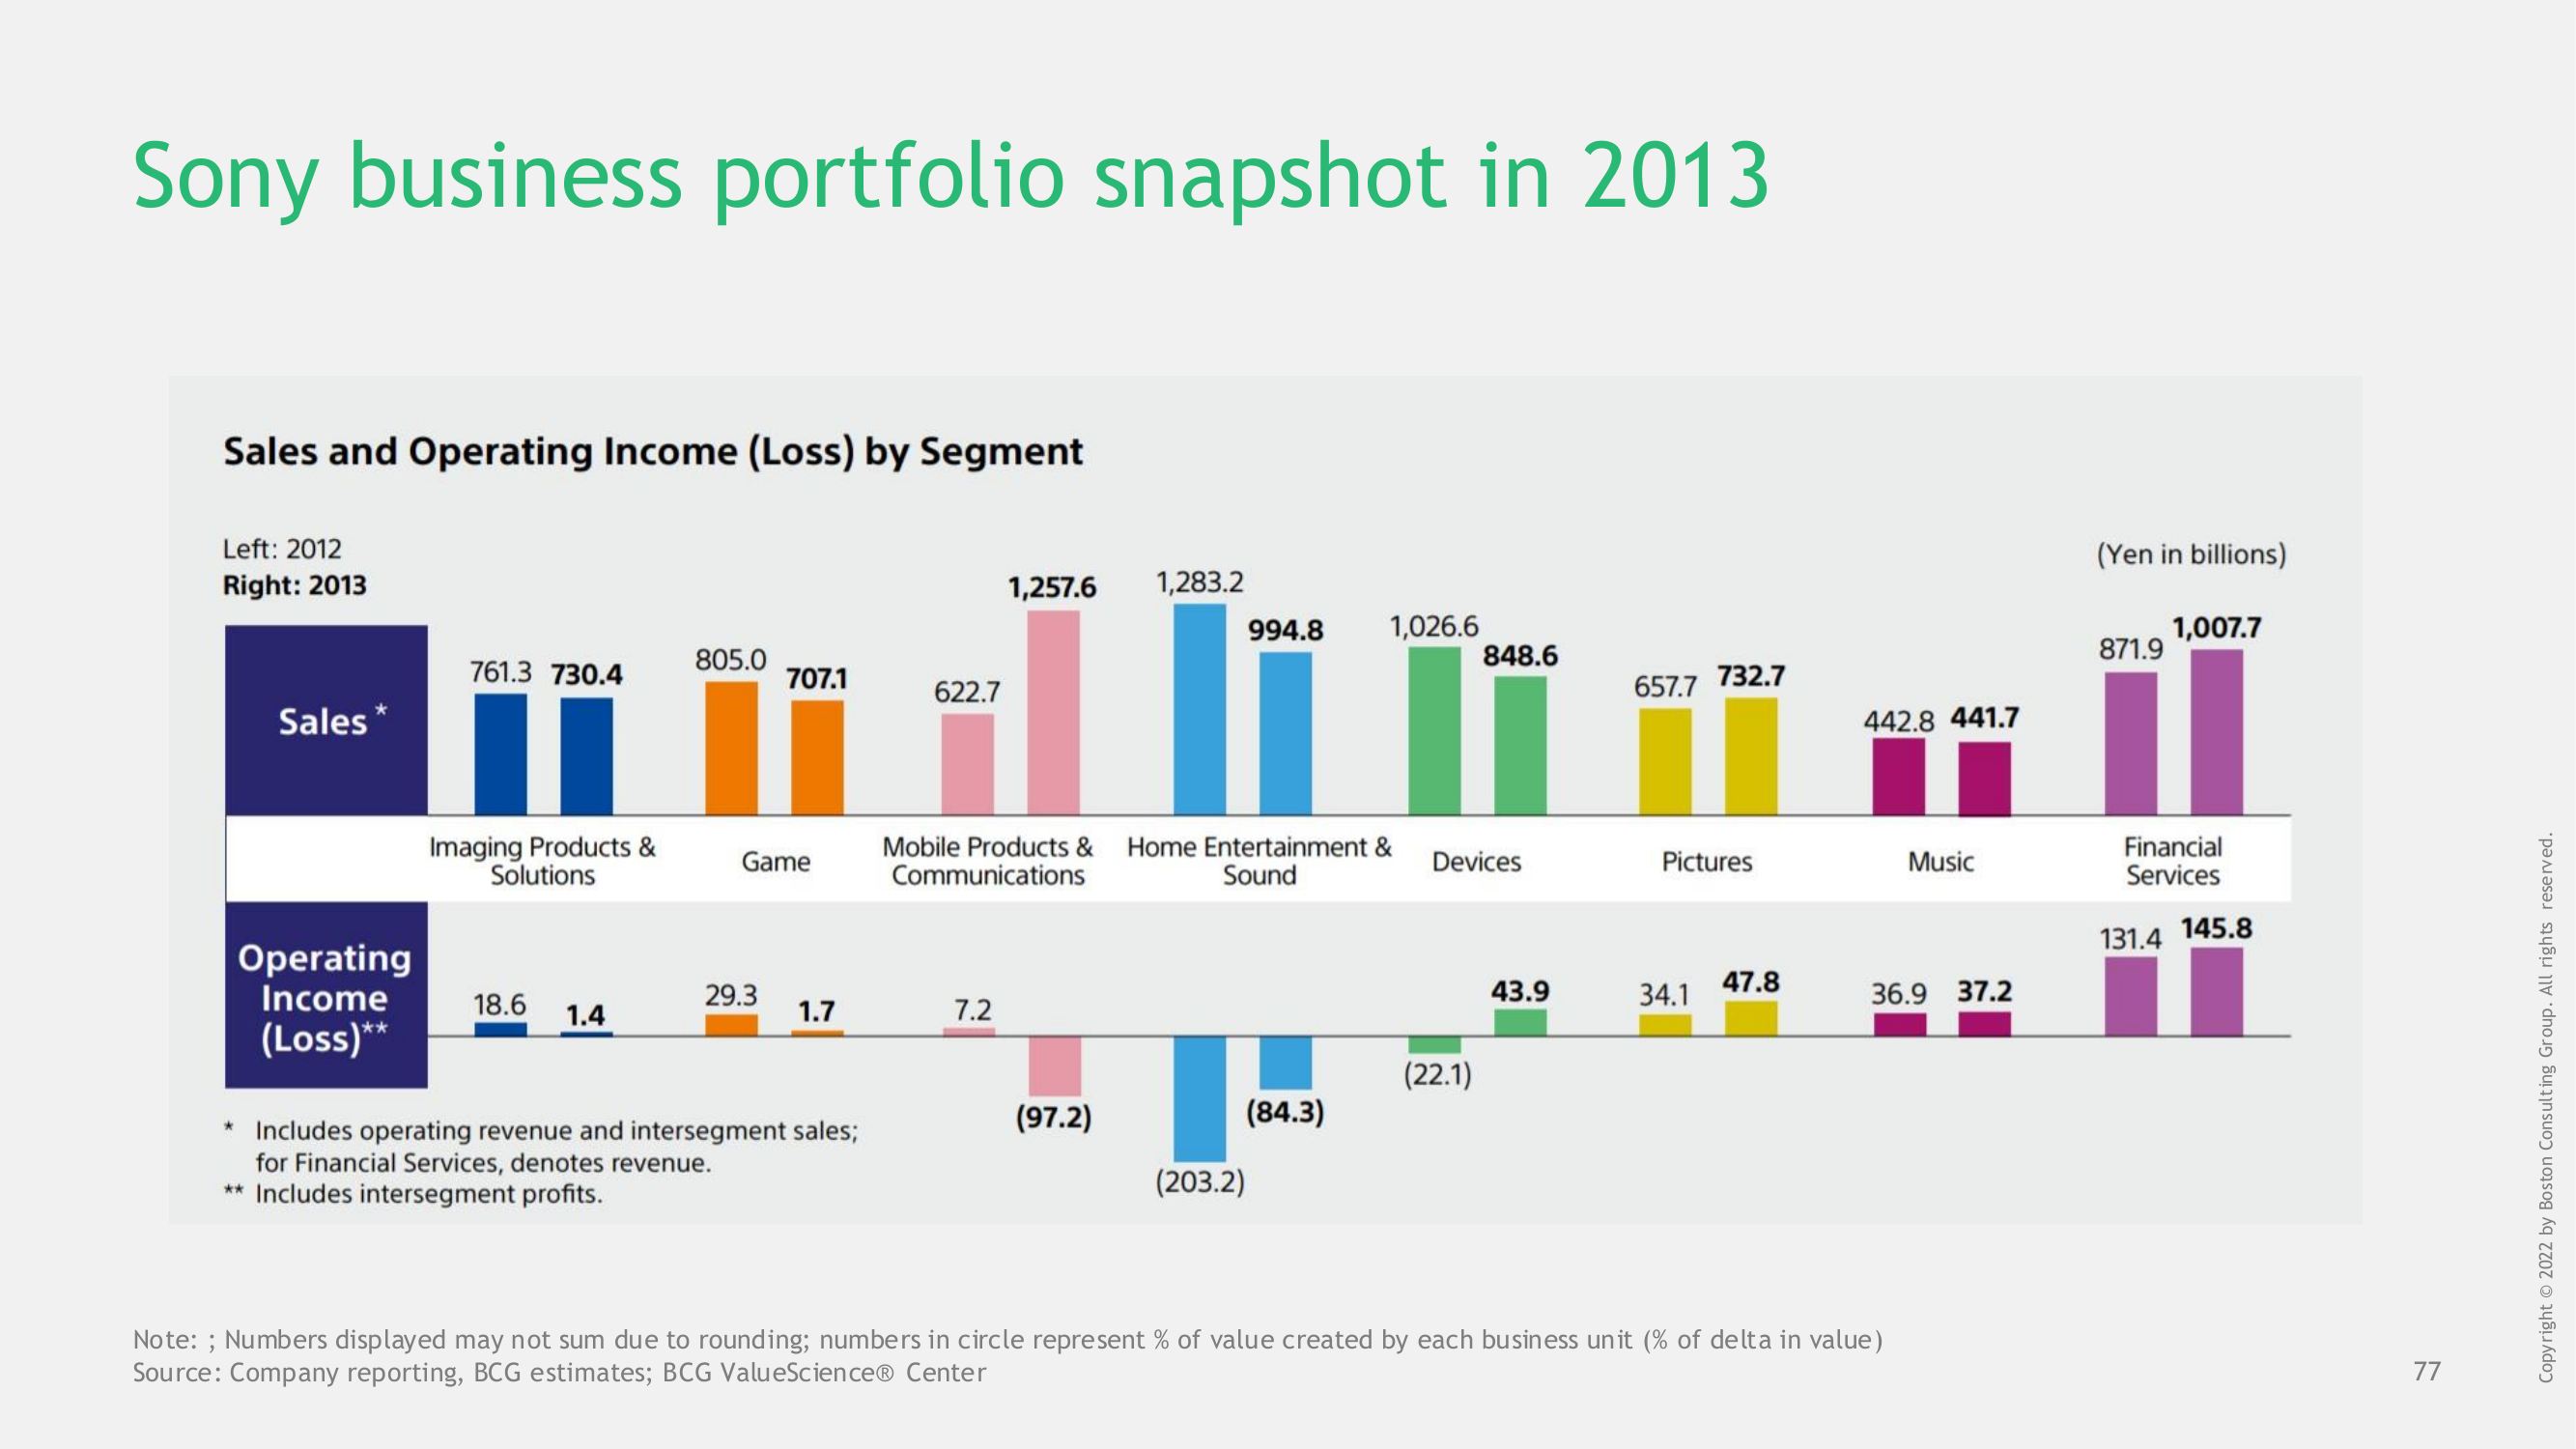 Sony business portfolio snapshot in 2013
Sales and Operating Income (Loss) by Segment
Left: 2012
Right: 2013
(Yen in billions)
Sales *
761.3 730.4
805.0 707.1
622.7 1,257.6
1,283.2 994.8
1,026.6 848.6
657.7 732.7
442.8 441.7
871.9 1,007.7
Imaging Products &
Solutions
Game
Mobile Products &
Communications
Home Entertainment &
Sound
Devices
Pictures
Music
Financial
Services
Operating
Income
(Loss)**
18.6 1.4
29.3 1.7
7.2 (97.2)
(203.2) (84.3)
(22.1) 43.9
34.1 47.8
36.9 37.2
131.4 145.8
* Includes operating revenue and intersegment sales;
for Financial Services, denotes revenue.
** Includes intersegment profits.
Note: ; Numbers displayed may not sum due to rounding; numbers in circle represent % of value created by each business unit (% of delta in value)
Source: Company reporting, BCG estimates; BCG ValueScience® Center
77
Copyright © 2022 by Boston Consulting Group. All rights reserved.